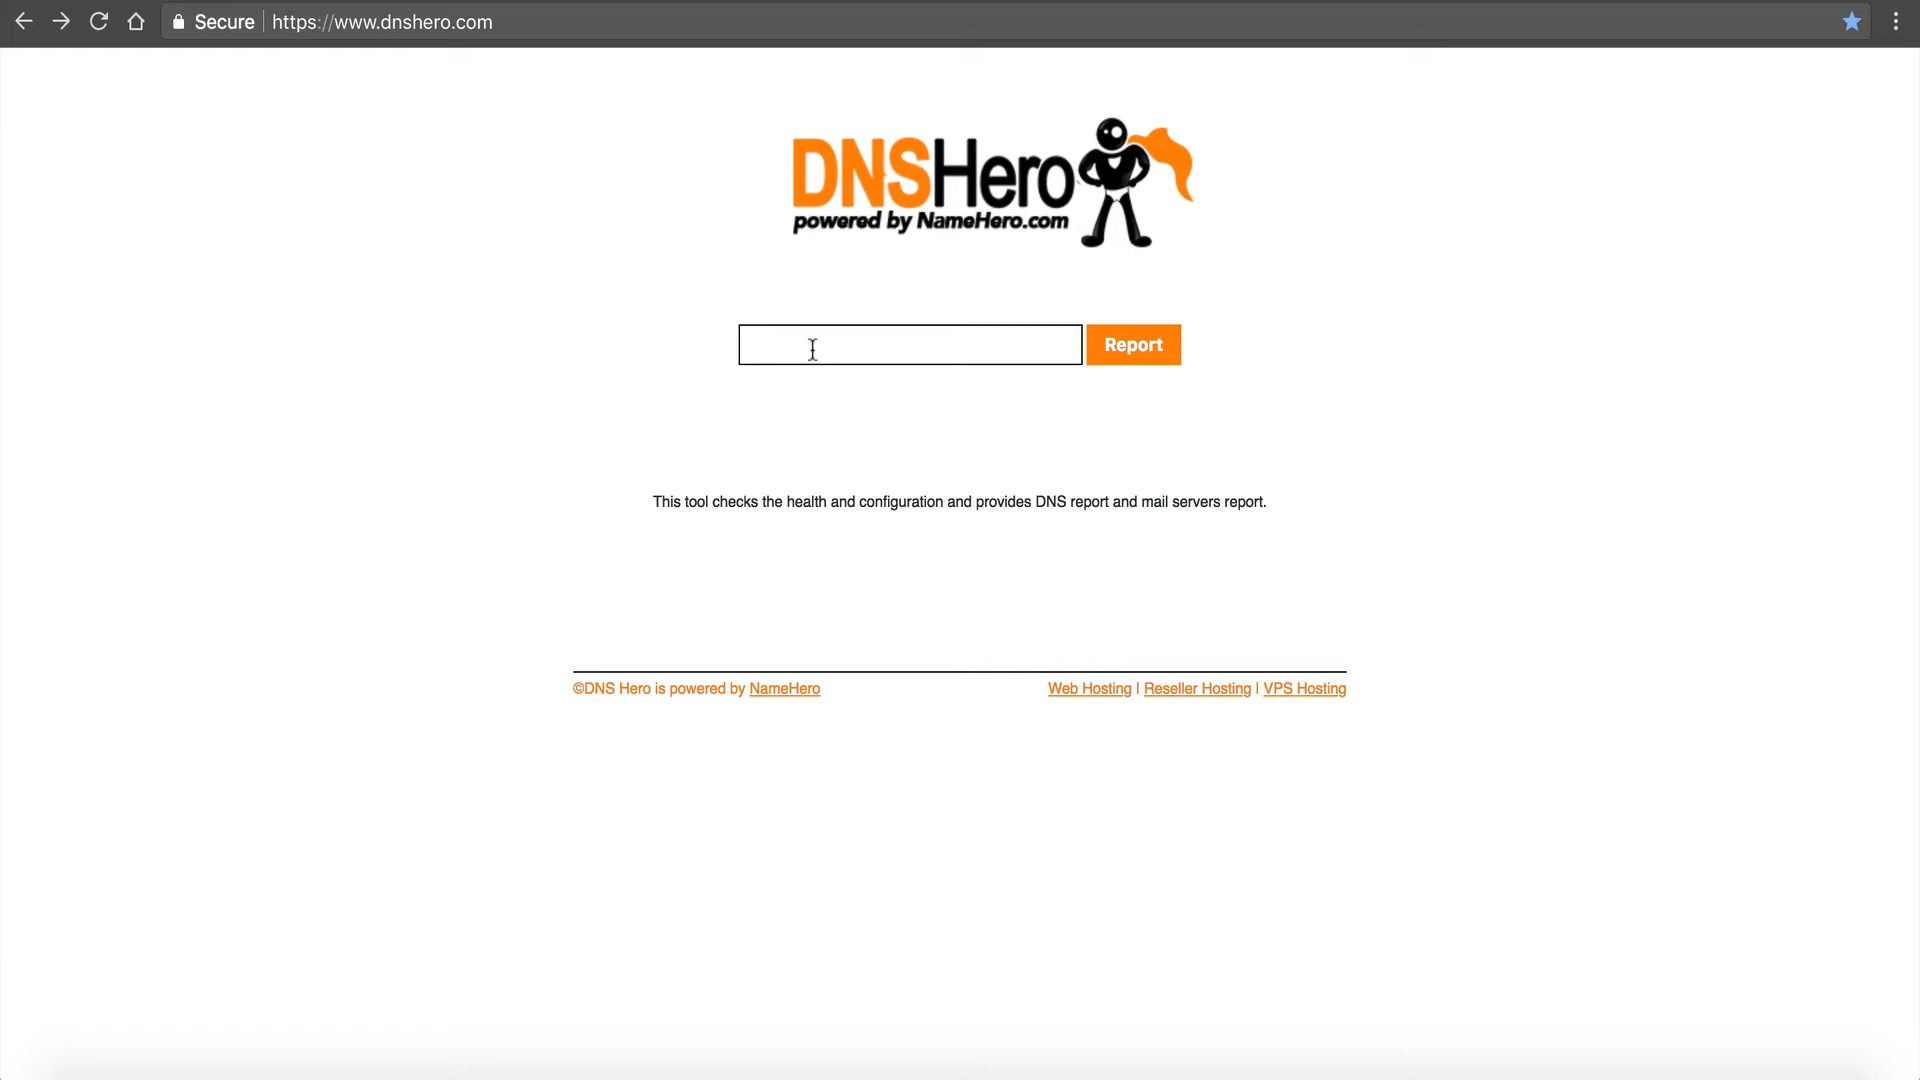 Secure https://www.dnshero.com
DNSHero
powered by NameHero.com
Report
This tool checks the health and configuration and provides DNS report and mail servers report.
©DNS Hero is powered by NameHero
Web Hosting | Reseller Hosting | VPS Hosting